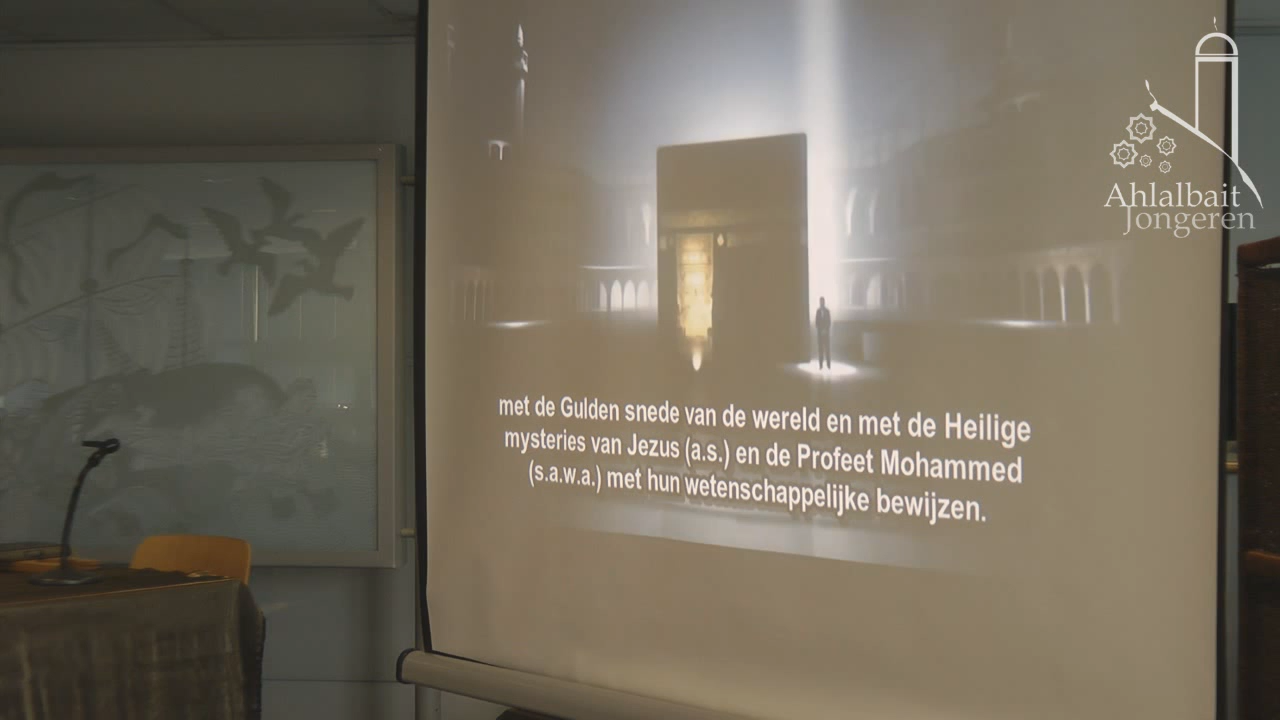 Ahlalbait
Jongeren
met de Gulden snede van de wereld en met de Heilige
mysteries van Jezus (a.s.) en de Profeet Mohammed
(s.a.w.a.) met hun wetenschappelijke bewijzen.